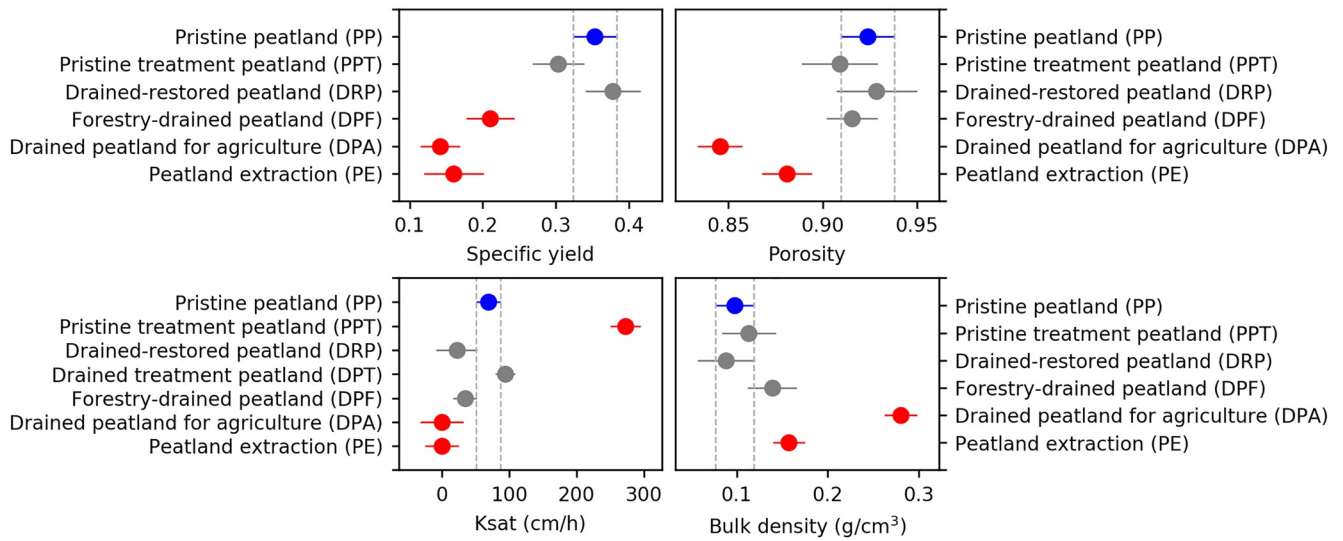 Pristine peatland (PP)
Pristine treatment peatland (PPT)
Drained-restored peatland (DRP)
Forestry-drained peatland (DPF)
Drained peatland for agriculture (DPA)
Peatland extraction (PE)
0.1 0.2 0.3 0.4
Specific yield
Pristine peatland (PP)
Pristine treatment peatland (PPT)
Drained-restored peatland (DRP)
Forestry-drained peatland (DPF)
Drained peatland for agriculture (DPA)
Peatland extraction (PE)
0.85 0.90 0.95
Porosity
Pristine peatland (PP)
Pristine treatment peatland (PPT)
Drained-restored peatland (DRP)
Drained treatment peatland (DPT)
Forestry-drained peatland (DPF)
Drained peatland for agriculture (DPA)
Peatland extraction (PE)
0 100 200 300
Ksat (cm/h)
Pristine peatland (PP)
Pristine treatment peatland (PPT)
Drained-restored peatland (DRP)
Forestry-drained peatland (DPF)
Drained peatland for agriculture (DPA)
Peatland extraction (PE)
0.1 0.2 0.3
Bulk density (g/cm³)